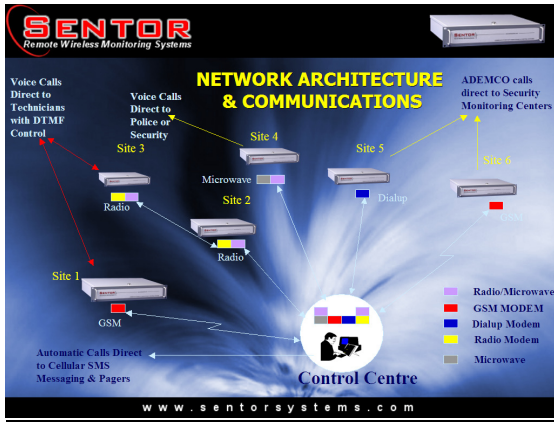 SENTOR
Remote Wireless Monitoring Systems
NETWORK ARCHITECTURE
& COMMUNICATIONS
Voice Calls
Direct to
Technicians
with DTMF
Control
Voice Calls
Direct to
Police or
Security
ADEMCO calls
direct to Security
Monitoring Centers
Site 3
Site 4
Site 5
Site 6
Radio
Microwave
Dialup
GSM
Site 2
Radio
Site 1
GSM
Radio/Microwave
GSM MODEM
Dialup Modem
Radio Modem
Microwave
Automatic Calls Direct
to Cellular SMS
Messaging & Pagers
Control Centre
www.sentorsystems.com